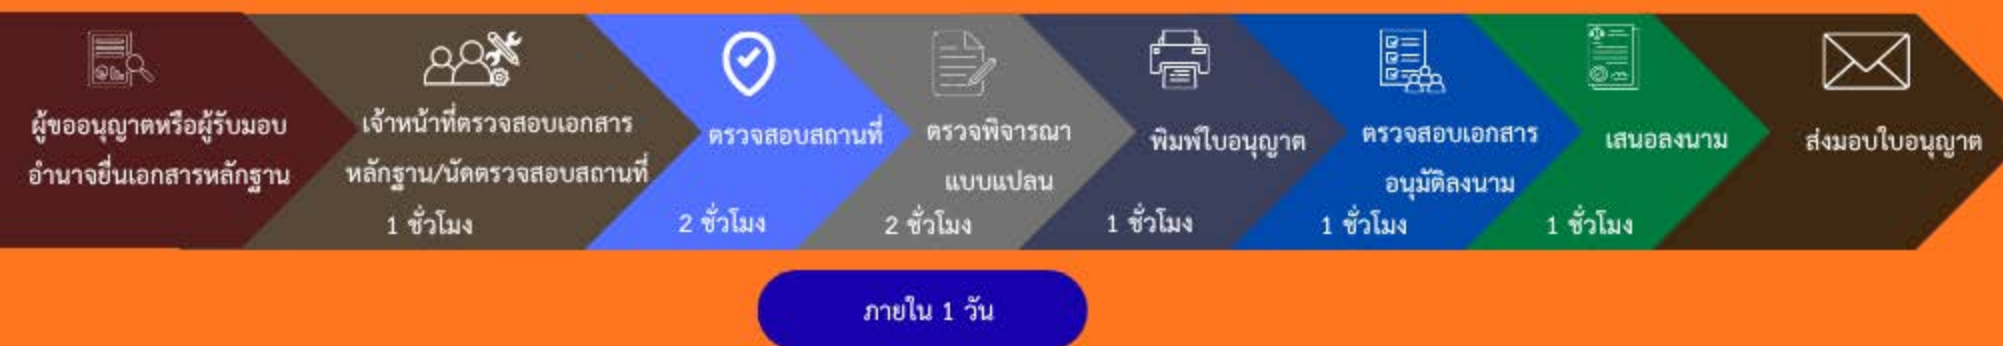 ผู้ขออนุญาตหรือผู้รับมอบ
อำนาจยื่นเอกสารหลักฐาน
เจ้าหน้าที่ตรวจสอบเอกสาร
หลักฐาน/นัดตรวจสอบสถานที่
1 ชั่วโมง
ตรวจสอบสถานที่
2 ชั่วโมง
ตรวจพิจารณา
แบบแปลน
2 ชั่วโมง
พิมพ์ใบอนุญาต
1 ชั่วโมง
ตรวจสอบเอกสาร
อนุมัติลงนาม
1 ชั่วโมง
เสนอลงนาม
1 ชั่วโมง
ส่งมอบใบอนุญาต
ภายใน 1 วัน